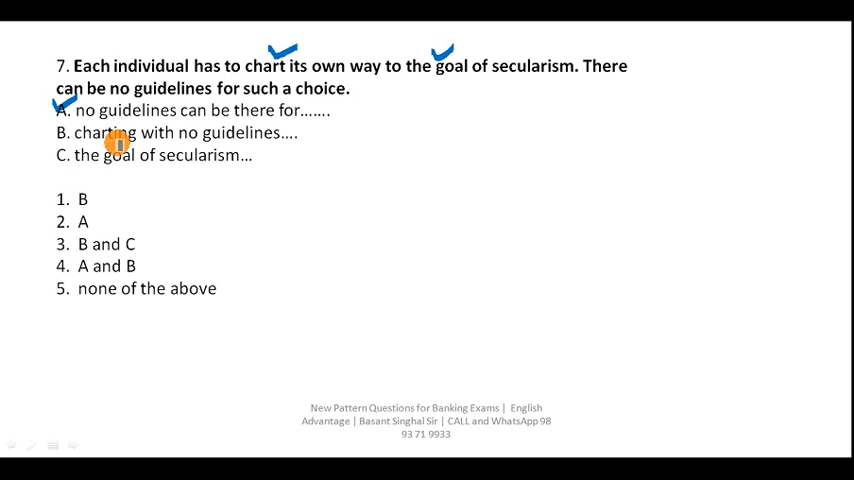 7. Each individual has to chart its own way to the goal of secularism. There
can be no guidelines for such a choice.
A. no guidelines can be there for.......
B. charting with no guidelines....
C. the goal of secularism...
1. B
2. A
3. B and C
4. A and B
5. none of the above
New Pattern Questions for Banking Exams | English
Advantage | Basant Singhal Sir | CALL and WhatsApp 98
93 71 9933